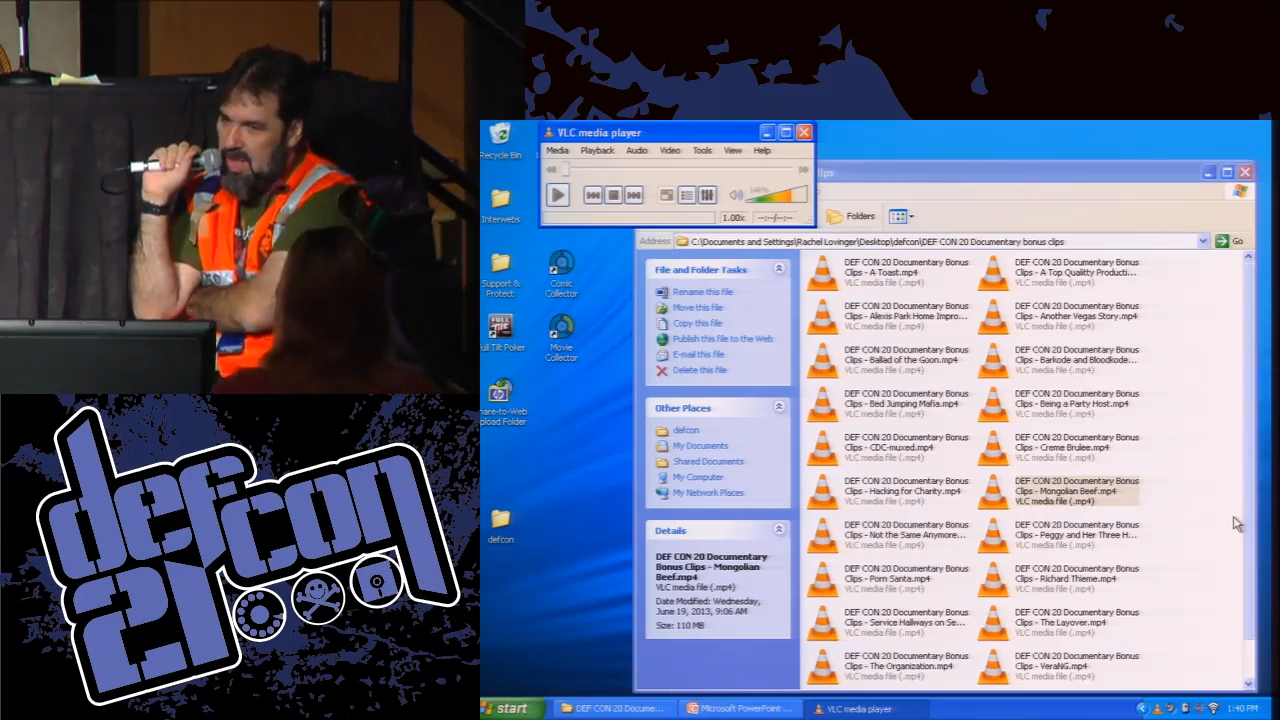 VLC media player
Media Playback Audio Video Tools View Help
1.00x --:--/--:--
Recycle Bin
Interwebs
Support & Protect
Comic Collector
Full Tilt Poker
Movie Collector
Share-to-Web Upload Folder
defcon
Folders
Address C:\Documents and Settings\Rachel Lovinger\Desktop\defcon\DEF CON 20 Documentary bonus clips Go
File and Folder Tasks
Rename this file
Move this file
Copy this file
Publish this file to the Web
E-mail this file
Delete this file
Other Places
defcon
My Documents
Shared Documents
My Computer
My Network Places
Details
DEF CON 20 Documentary
Bonus Clips - Mongolian
Beef.mp4
VLC media file (.mp4)
Date Modified: Wednesday,
June 19, 2013, 9:06 AM
Size: 110 MB
DEF CON 20 Documentary Bonus
Clips - A Toast.mp4
VLC media file (.mp4)
DEF CON 20 Documentary Bonus
Clips - A Top Qualitty Producti...
VLC media file (.mp4)
DEF CON 20 Documentary Bonus
Clips - Alexis Park Home Impro...
VLC media file (.mp4)
DEF CON 20 Documentary Bonus
Clips - Another Vegas Story.mp4
VLC media file (.mp4)
DEF CON 20 Documentary Bonus
Clips - Ballad of the Goon.mp4
VLC media file (.mp4)
DEF CON 20 Documentary Bonus
Clips - Barkode and Bloodkode...
VLC media file (.mp4)
DEF CON 20 Documentary Bonus
Clips - Bed Jumping Mafia.mp4
VLC media file (.mp4)
DEF CON 20 Documentary Bonus
Clips - Being a Party Host.mp4
VLC media file (.mp4)
DEF CON 20 Documentary Bonus
Clips - CDC-muxed.mp4
VLC media file (.mp4)
DEF CON 20 Documentary Bonus
Clips - Creme Brulee.mp4
VLC media file (.mp4)
DEF CON 20 Documentary Bonus
Clips - Hacking for Charity.mp4
VLC media file (.mp4)
DEF CON 20 Documentary Bonus
Clips - Mongolian Beef.mp4
VLC media file (.mp4)
DEF CON 20 Documentary Bonus
Clips - Not the Same Anymore...
VLC media file (.mp4)
DEF CON 20 Documentary Bonus
Clips - Peggy and Her Three H...
VLC media file (.mp4)
DEF CON 20 Documentary Bonus
Clips - Porn Santa.mp4
VLC media file (.mp4)
DEF CON 20 Documentary Bonus
Clips - Richard Thieme.mp4
VLC media file (.mp4)
DEF CON 20 Documentary Bonus
Clips - Service Hallways on Se...
VLC media file (.mp4)
DEF CON 20 Documentary Bonus
Clips - The Layover.mp4
VLC media file (.mp4)
DEF CON 20 Documentary Bonus
Clips - The Organization.mp4
VLC media file (.mp4)
DEF CON 20 Documentary Bonus
Clips - VeraNG.mp4
VLC media file (.mp4)
start DEF CON 20 Docume... Microsoft PowerPoint ... VLC media player 1:40 PM
defcon
21